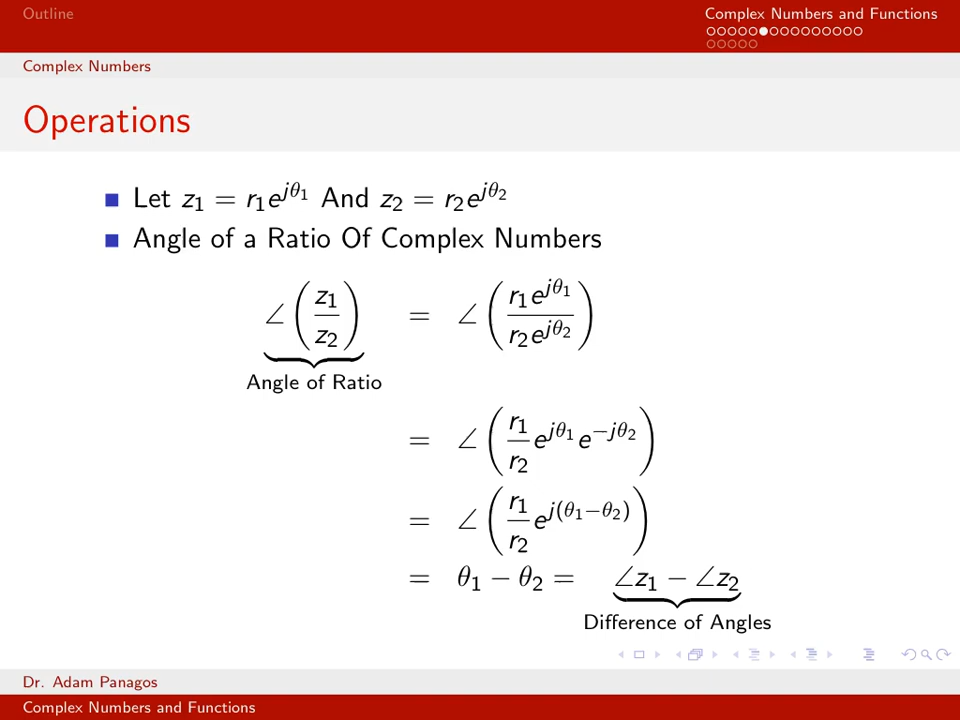 Outline
Complex Numbers and Functions
Complex Numbers
Operations
Let z₁ = r₁e^{jθ₁} And z₂ = r₂e^{jθ₂}
Angle of a Ratio Of Complex Numbers
∠(z₁/z₂) = ∠(r₁e^{jθ₁}/r₂e^{jθ₂})
Angle of Ratio
= ∠(r₁/r₂ e^{jθ₁}e^{−jθ₂})
= ∠(r₁/r₂ e^{j(θ₁−θ₂)})
= θ₁ − θ₂ = ∠z₁ − ∠z₂
Difference of Angles
Dr. Adam Panagos
Complex Numbers and Functions